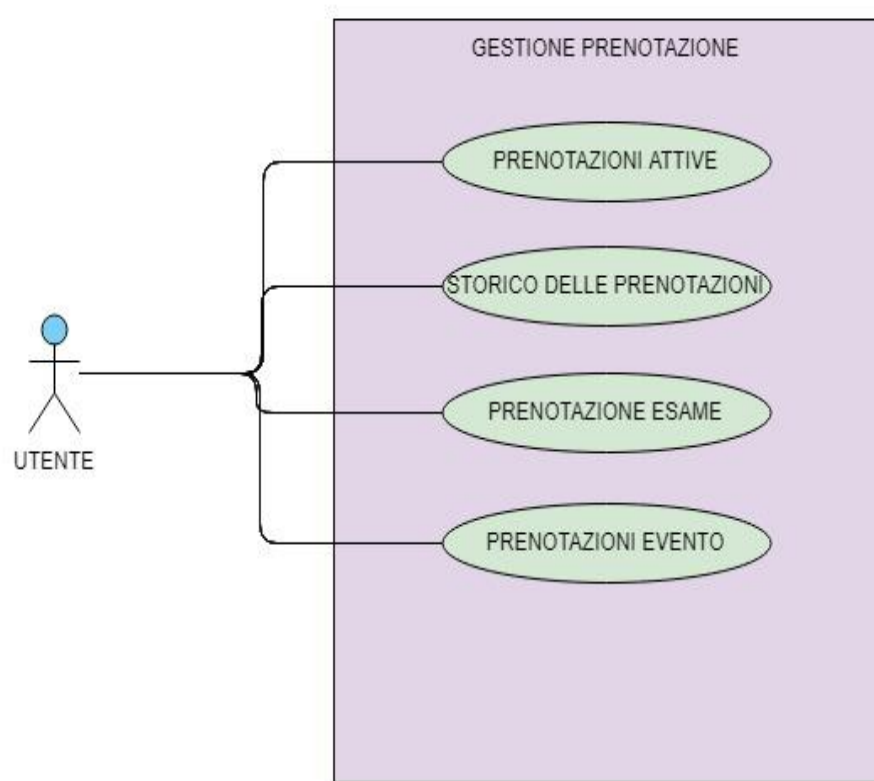 GESTIONE PRENOTAZIONE
PRENOTAZIONI ATTIVE
STORICO DELLE PRENOTAZIONI
PRENOTAZIONE ESAME
UTENTE
PRENOTAZIONI EVENTO